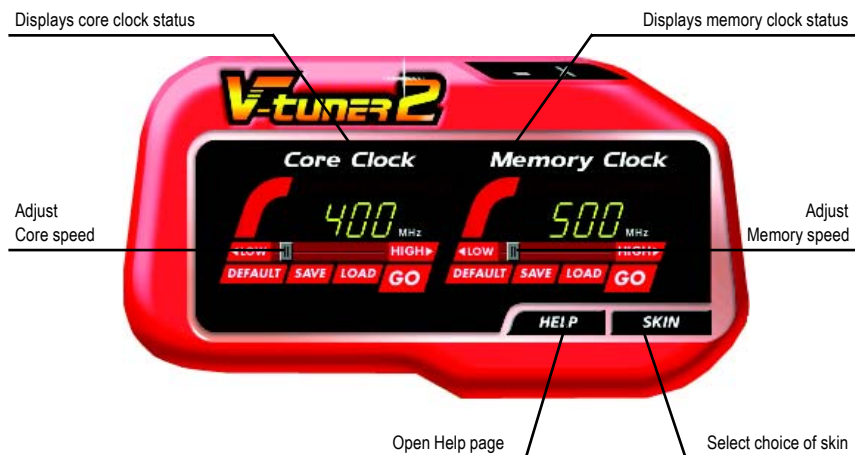 Displays core clock status
Displays memory clock status
V-tuner 2
Core Clock Memory Clock
Adjust
Core speed
400 MHz
500 MHz
Adjust
Memory speed
◄LOW HIGH►
◄LOW HIGH►
DEFAULT SAVE LOAD GO
DEFAULT SAVE LOAD GO
HELP SKIN
Open Help page
Select choice of skin